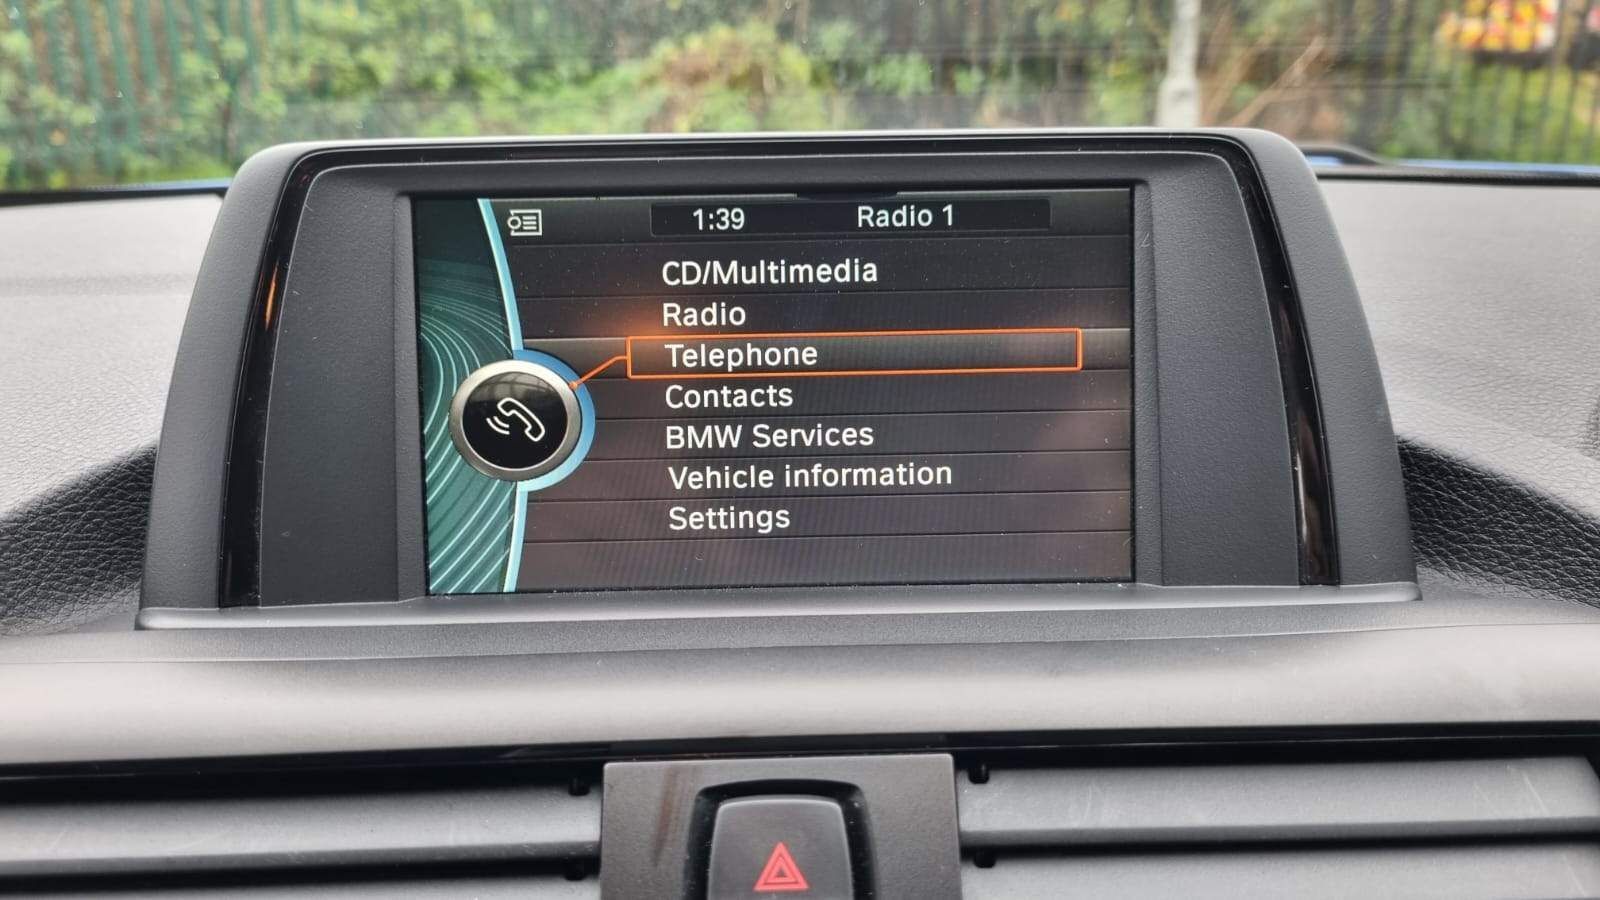 1:39 Radio 1
CD/Multimedia
Radio
Telephone
Contacts
BMW Services
Vehicle information
Settings